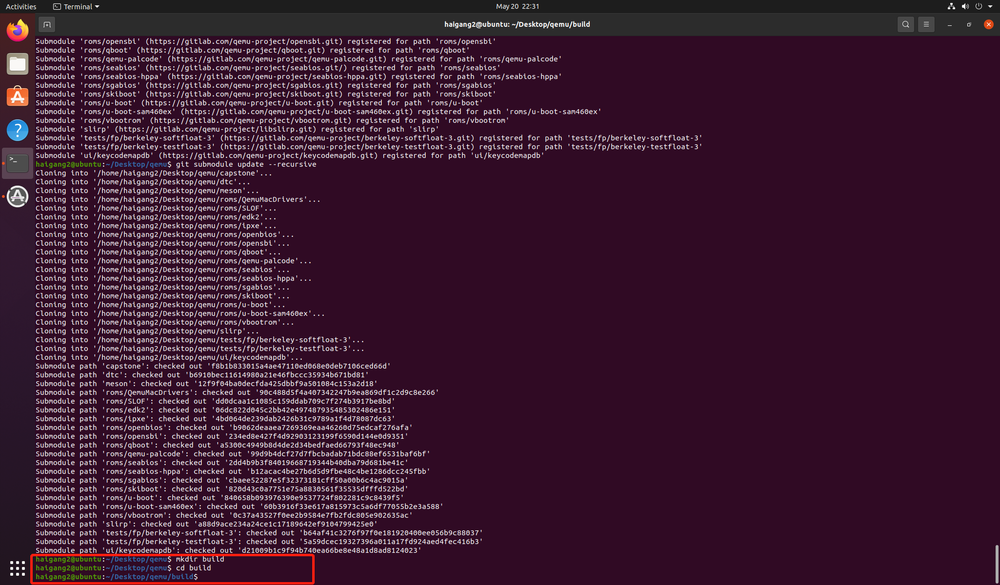 Activities
Terminal
May 20 22:31
haigang2@ubuntu: ~/Desktop/qemu/build
Submodule 'roms/opensbi' (https://gitlab.com/qemu-project/opensbi.git) registered for path 'roms/opensbi'
Submodule 'roms/qboot' (https://gitlab.com/qemu-project/qboot.git) registered for path 'roms/qboot'
Submodule 'roms/qemu-palcode' (https://gitlab.com/qemu-project/qemu-palcode.git) registered for path 'roms/qemu-palcode'
Submodule 'roms/seabios' (https://gitlab.com/qemu-project/seabios.git/) registered for path 'roms/seabios'
Submodule 'roms/seabios-hppa' (https://gitlab.com/qemu-project/seabios-hppa.git) registered for path 'roms/seabios-hppa'
Submodule 'roms/sgabios' (https://gitlab.com/qemu-project/sgabios.git) registered for path 'roms/sgabios'
Submodule 'roms/skiboot' (https://gitlab.com/qemu-project/skiboot.git) registered for path 'roms/skiboot'
Submodule 'roms/u-boot' (https://gitlab.com/qemu-project/u-boot.git) registered for path 'roms/u-boot'
Submodule 'roms/u-boot-sam460ex' (https://gitlab.com/qemu-project/u-boot-sam460ex.git) registered for path 'roms/u-boot-sam460ex'
Submodule 'roms/vbootrom' (https://gitlab.com/qemu-project/vbootrom.git) registered for path 'roms/vbootrom'
Submodule 'slirp' (https://gitlab.com/qemu-project/libslirp.git) registered for path 'slirp'
Submodule 'tests/fp/berkeley-softfloat-3' (https://gitlab.com/qemu-project/berkeley-softfloat-3.git) registered for path 'tests/fp/berkeley-softfloat-3'
Submodule 'tests/fp/berkeley-testfloat-3' (https://gitlab.com/qemu-project/berkeley-testfloat-3.git) registered for path 'tests/fp/berkeley-testfloat-3'
Submodule 'ui/keycodemapdb' (https://gitlab.com/qemu-project/keycodemapdb.git) registered for path 'ui/keycodemapdb'
haigang2@ubuntu:~/Desktop/qemu$ git submodule update --recursive
Cloning into '/home/haigang2/Desktop/qemu/capstone'...
Cloning into '/home/haigang2/Desktop/qemu/dtc'...
Cloning into '/home/haigang2/Desktop/qemu/meson'...
Cloning into '/home/haigang2/Desktop/qemu/roms/QemuMacDrivers'...
Cloning into '/home/haigang2/Desktop/qemu/roms/SLOF'...
Cloning into '/home/haigang2/Desktop/qemu/roms/edk2'...
Cloning into '/home/haigang2/Desktop/qemu/roms/ipxe'...
Cloning into '/home/haigang2/Desktop/qemu/roms/openbios'...
Cloning into '/home/haigang2/Desktop/qemu/roms/opensbi'...
Cloning into '/home/haigang2/Desktop/qemu/roms/qboot'...
Cloning into '/home/haigang2/Desktop/qemu/roms/qemu-palcode'...
Cloning into '/home/haigang2/Desktop/qemu/roms/seabios'...
Cloning into '/home/haigang2/Desktop/qemu/roms/seabios-hppa'...
Cloning into '/home/haigang2/Desktop/qemu/roms/sgabios'...
Cloning into '/home/haigang2/Desktop/qemu/roms/skiboot'...
Cloning into '/home/haigang2/Desktop/qemu/roms/u-boot'...
Cloning into '/home/haigang2/Desktop/qemu/roms/u-boot-sam460ex'...
Cloning into '/home/haigang2/Desktop/qemu/roms/vbootrom'...
Cloning into '/home/haigang2/Desktop/qemu/slirp'...
Cloning into '/home/haigang2/Desktop/qemu/tests/fp/berkeley-softfloat-3'...
Cloning into '/home/haigang2/Desktop/qemu/tests/fp/berkeley-testfloat-3'...
Cloning into '/home/haigang2/Desktop/qemu/ui/keycodemapdb'...
Submodule path 'capstone': checked out 'f8b1b833015a4ae47110ed068e0deb7106ced66d'
Submodule path 'dtc': checked out 'b6910bec11614980a21e46fbccc35934b671bd81'
Submodule path 'meson': checked out '12f9f04ba0decfda425dbbf9a501084c153a2d18'
Submodule path 'roms/QemuMacDrivers': checked out '90c488d5f4a407342247b9ea869df1c2d9c8e266'
Submodule path 'roms/SLOF': checked out 'dd0dcaa1c1085c159ddab709c7f274b3917be8bd'
Submodule path 'roms/edk2': checked out '06dc822d045c2bb42e497487935485302486e151'
Submodule path 'roms/ipxe': checked out '4bd064de239dab2426b31c9789a1f4d78087dc63'
Submodule path 'roms/openbios': checked out 'b9062deaaea7269369eaa46260d75edcaf276afa'
Submodule path 'roms/opensbi': checked out '234ed8e427f4d92903123199f6590d144e0d9351'
Submodule path 'roms/qboot': checked out 'a5300c4949b8d4de2d34bedfaed66793f48ec948'
Submodule path 'roms/qemu-palcode': checked out '99d9b4dcf27d7fbcbadab71bdc88ef6531baf6bf'
Submodule path 'roms/seabios': checked out '2dd4b9b3f84019668719344b40dba79d681be41c'
Submodule path 'roms/seabios-hppa': checked out 'b12acac4be27b6d5d9fbe48c4be1286dcc245fbb'
Submodule path 'roms/sgabios': checked out 'cbaee52287e5f32373181cff50a00b6c4ac9015a'
Submodule path 'roms/skiboot': checked out '820d43c0a7751e75a8830561f35535dfffd522bd'
Submodule path 'roms/u-boot': checked out '840658b093976390e9537724f802281c9c8439f5'
Submodule path 'roms/u-boot-sam460ex': checked out '60b3916f33e617a815973c5a6df77055b2e3a588'
Submodule path 'roms/vbootrom': checked out '0c37a43527f0ee2b9584e7fb2fdc805e902635ac'
Submodule path 'slirp': checked out 'a88d9ace234a24ce1c17189642ef9104799425e0'
Submodule path 'tests/fp/berkeley-softfloat-3': checked out 'b64af41c3276f97f0e181920400ee056b9c88037'
Submodule path 'tests/fp/berkeley-testfloat-3': checked out '5a59dcec19327396a011a17fd924aed4fec416b3'
Submodule path 'ui/keycodemapdb': checked out 'd21009b1c9f94b740ea66be8e48a1d8ad8124023'
haigang2@ubuntu:~/Desktop/qemu$ mkdir build
haigang2@ubuntu:~/Desktop/qemu$ cd build
haigang2@ubuntu:~/Desktop/qemu/build$